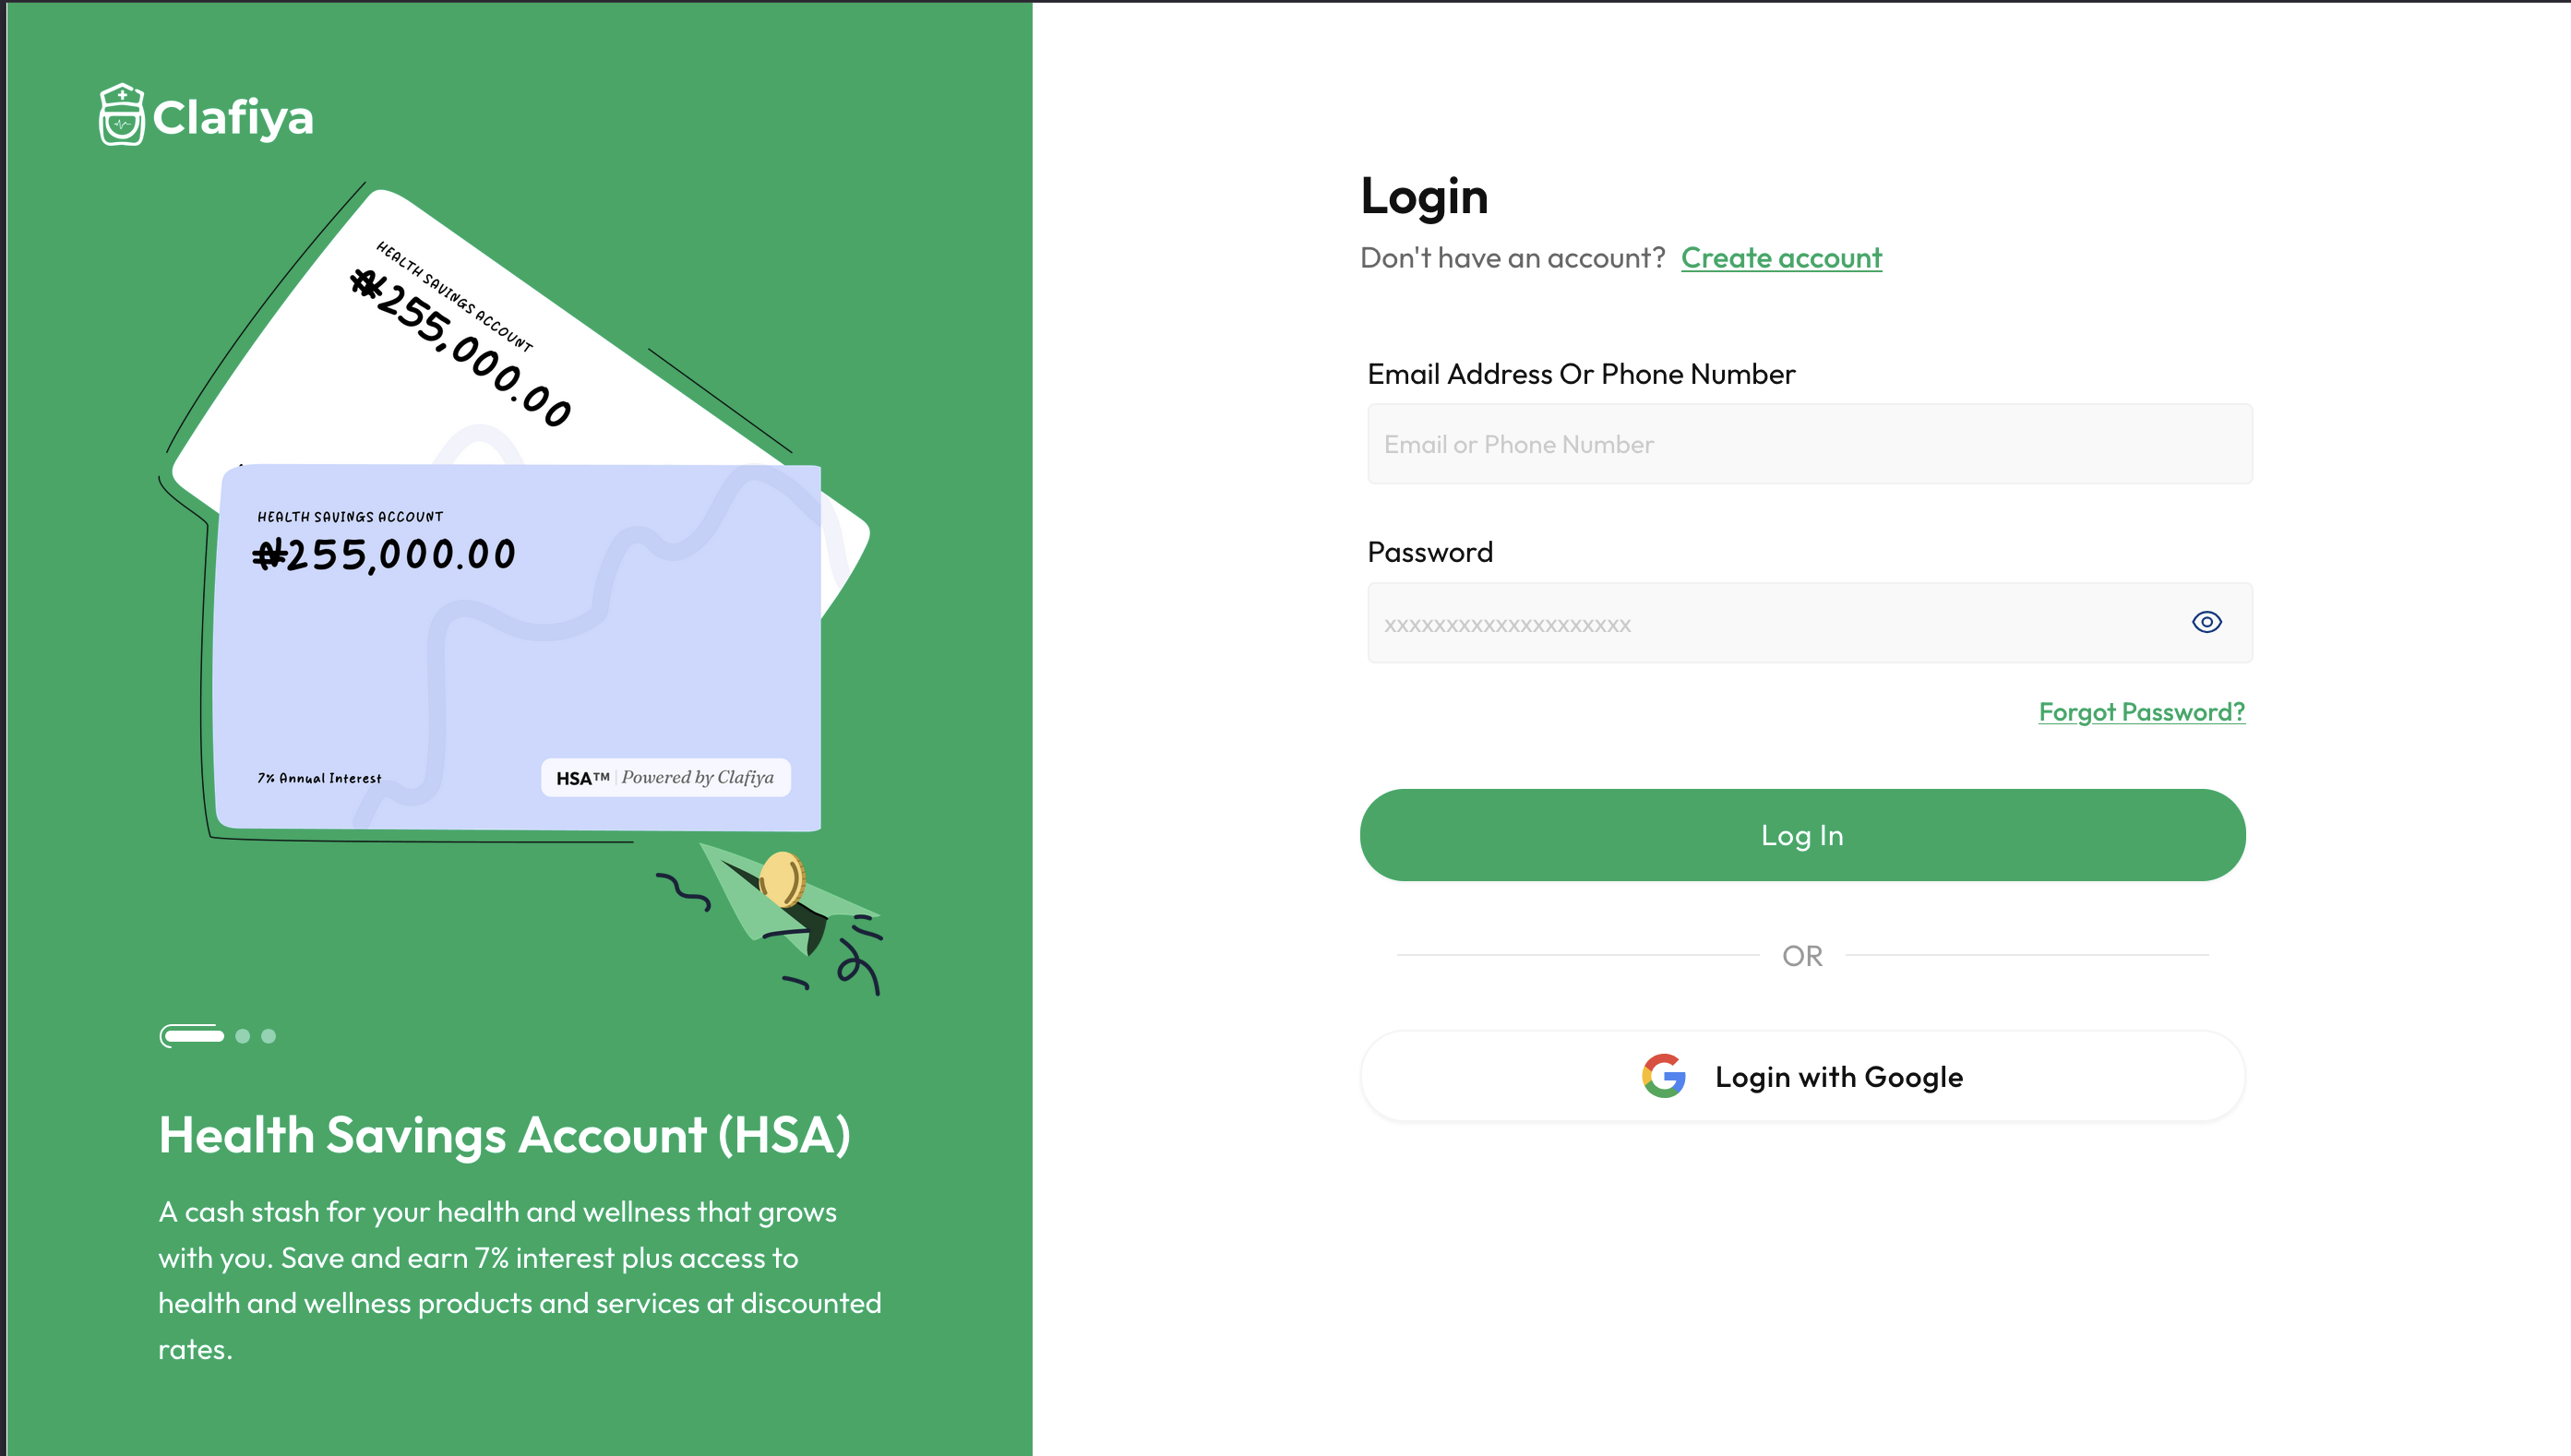 Clafiya
HEALTH SAVINGS ACCOUNT
₦255,000.00
HEALTH SAVINGS ACCOUNT
₦255,000.00
7% Annual Interest
HSA™ | Powered by Clafiya
Health Savings Account (HSA)
A cash stash for your health and wellness that grows
with you. Save and earn 7% interest plus access to
health and wellness products and services at discounted
rates.
Login
Don't have an account? Create account
Email Address Or Phone Number
Email or Phone Number
Password
xxxxxxxxxxxxxxxxxxxx
Forgot Password?
Log In
OR
Login with Google